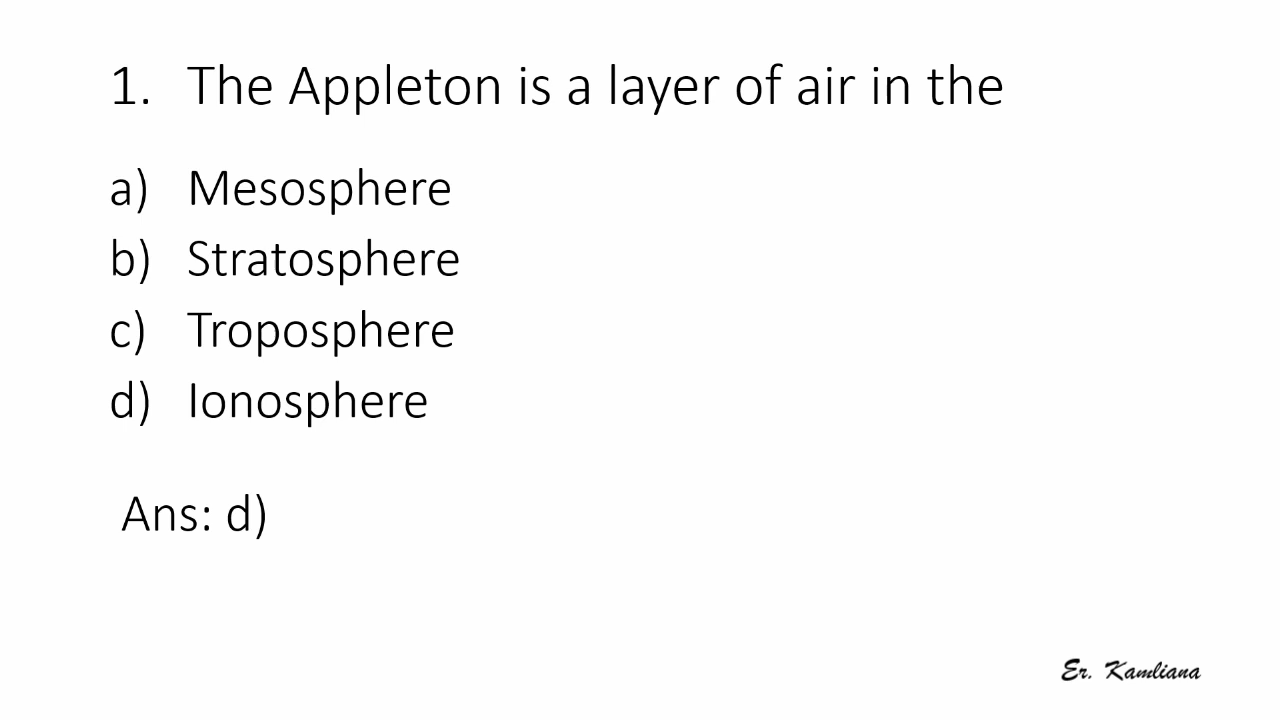 1. The Appleton is a layer of air in the
a) Mesosphere
b) Stratosphere
c) Troposphere
d) Ionosphere
Ans: d)
Er. Kamliana